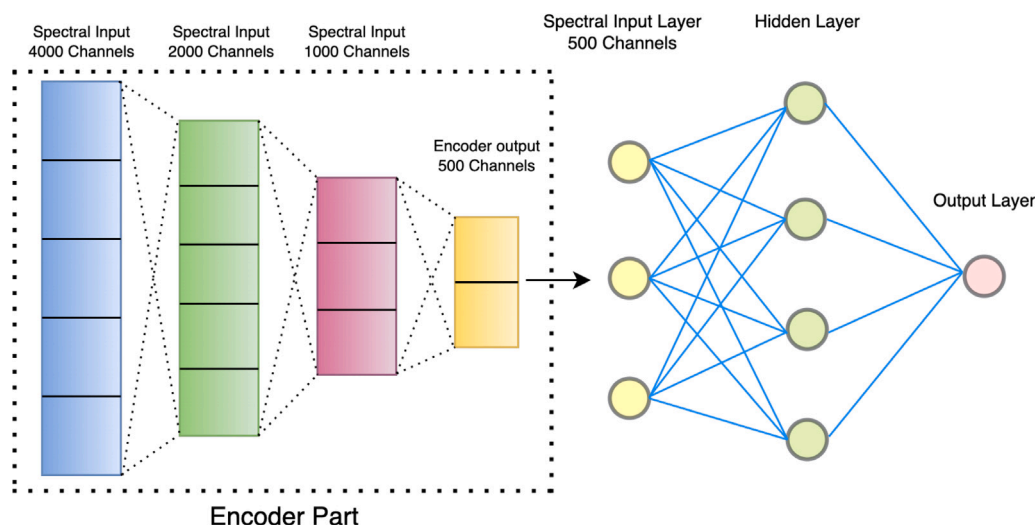 Spectral Input
4000 Channels
Spectral Input
2000 Channels
Spectral Input
1000 Channels
Encoder output
500 Channels
Spectral Input Layer
500 Channels
Hidden Layer
Output Layer
Encoder Part